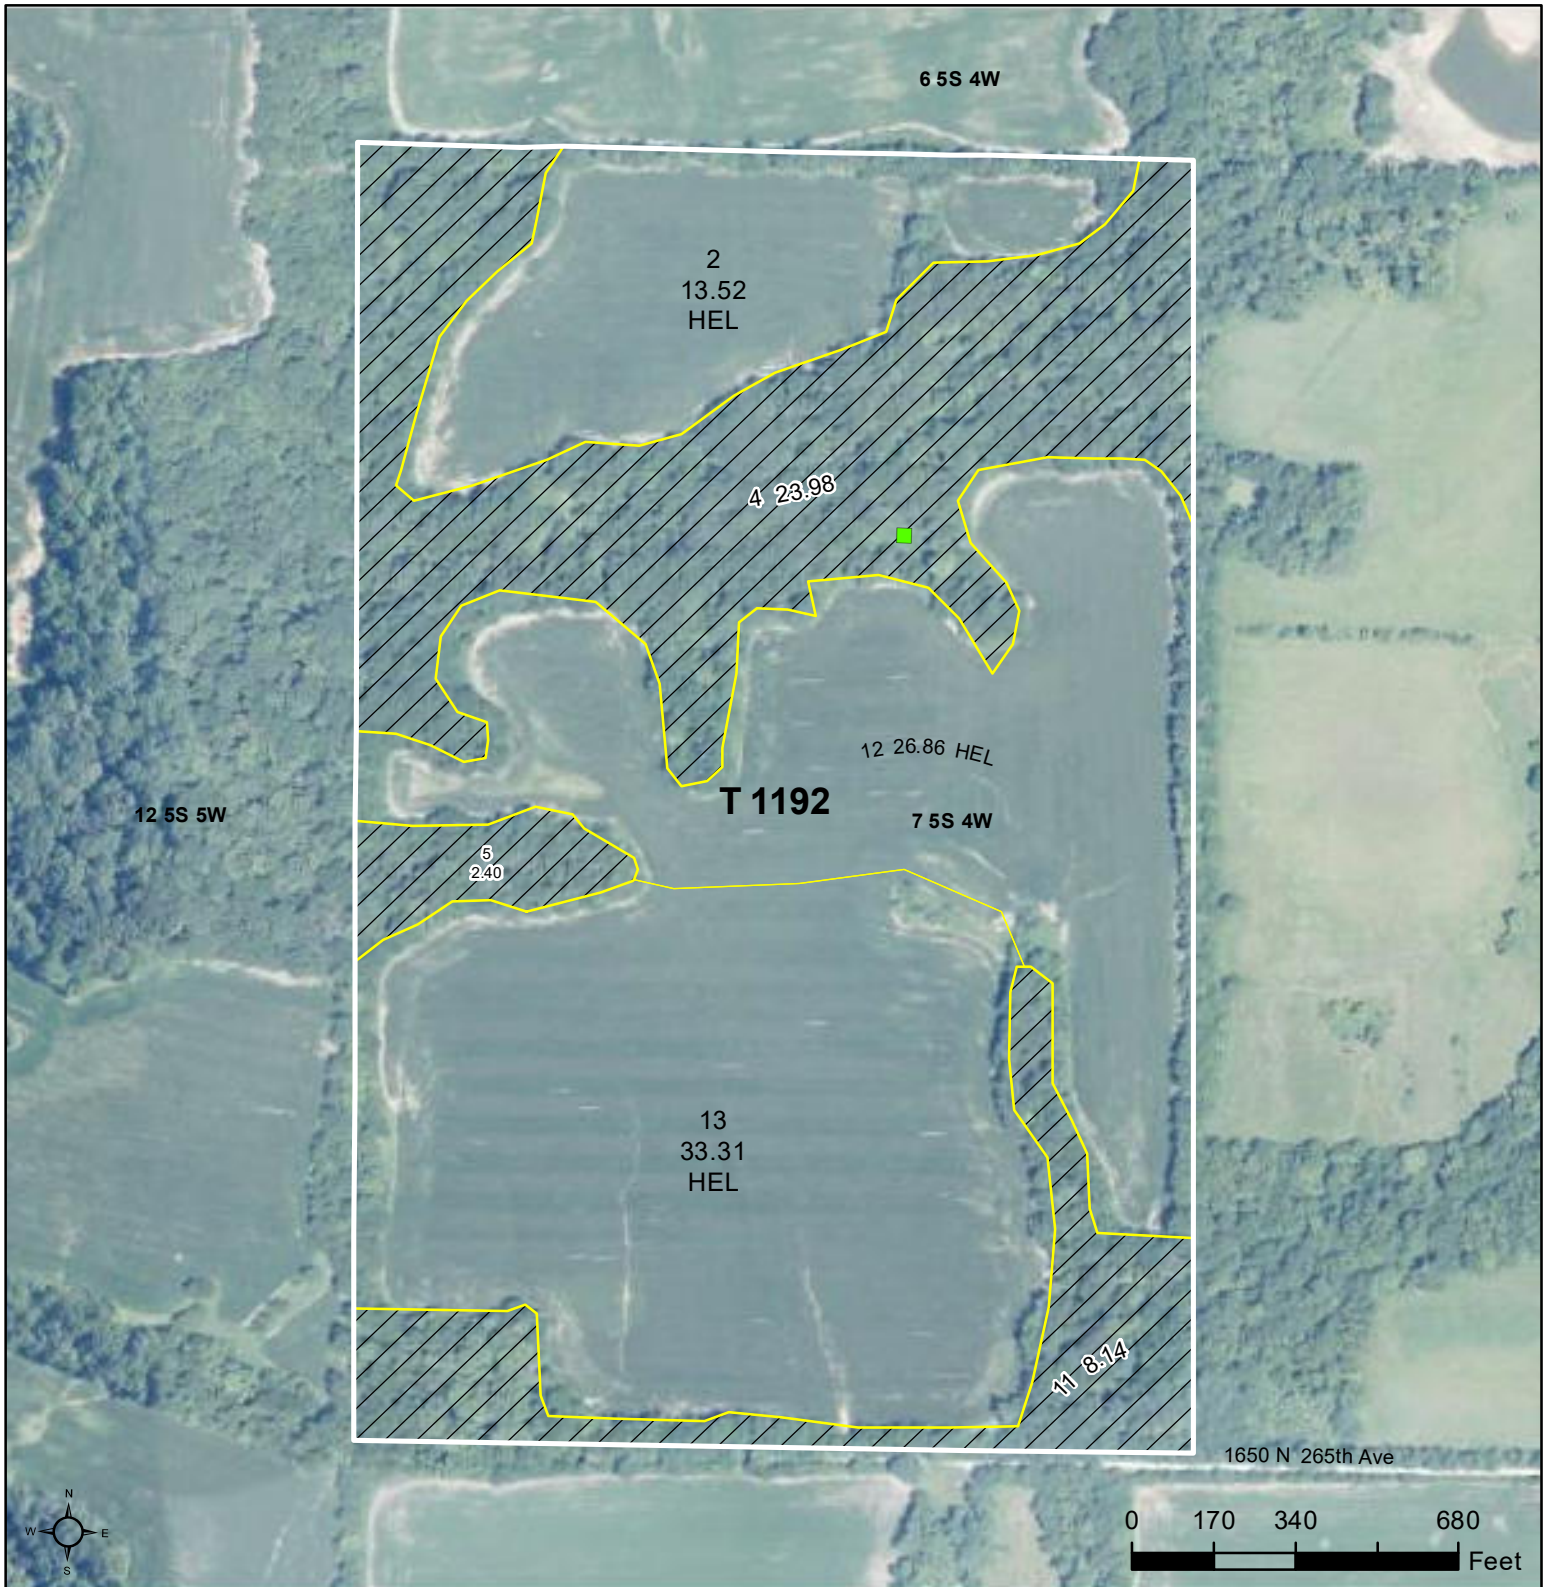 6 5S 4W
2
13.52
HEL
4 23.98
12 26.86 HEL
T 1192
7 5S 4W
12 5S 5W
5
2.40
13
33.31
HEL
11 8.14
1650 N 265th Ave
N
W E
S
0 170 340 680
Feet